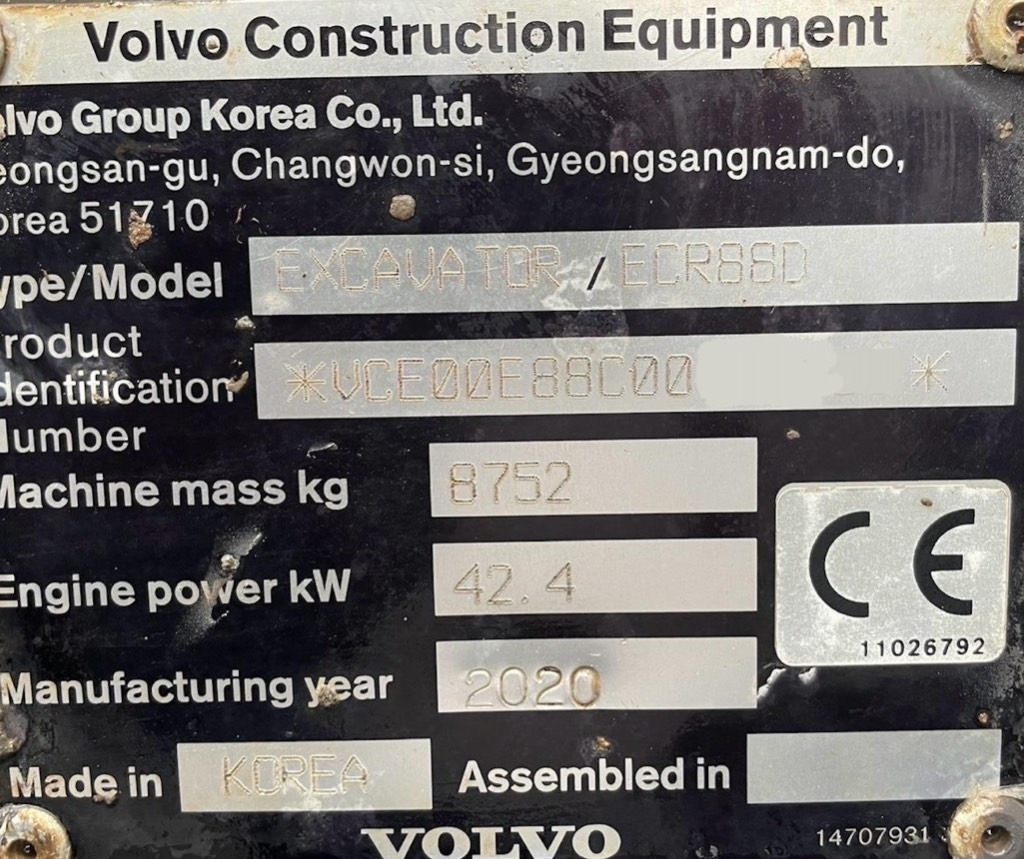 Volvo Construction Equipment
lvo Group Korea Co., Ltd.
eongsan-gu, Changwon-si, Gyeongsangnam-do,
orea 51710
ype/Model EXCAVATOR / ECR88D
roduct
dentification *VCE00E88C00 *
umber
Machine mass kg 8752
Engine power kW 42.4
CE
11026792
Manufacturing year 2020
Made in KOREA Assembled in
VOLVO 14707931